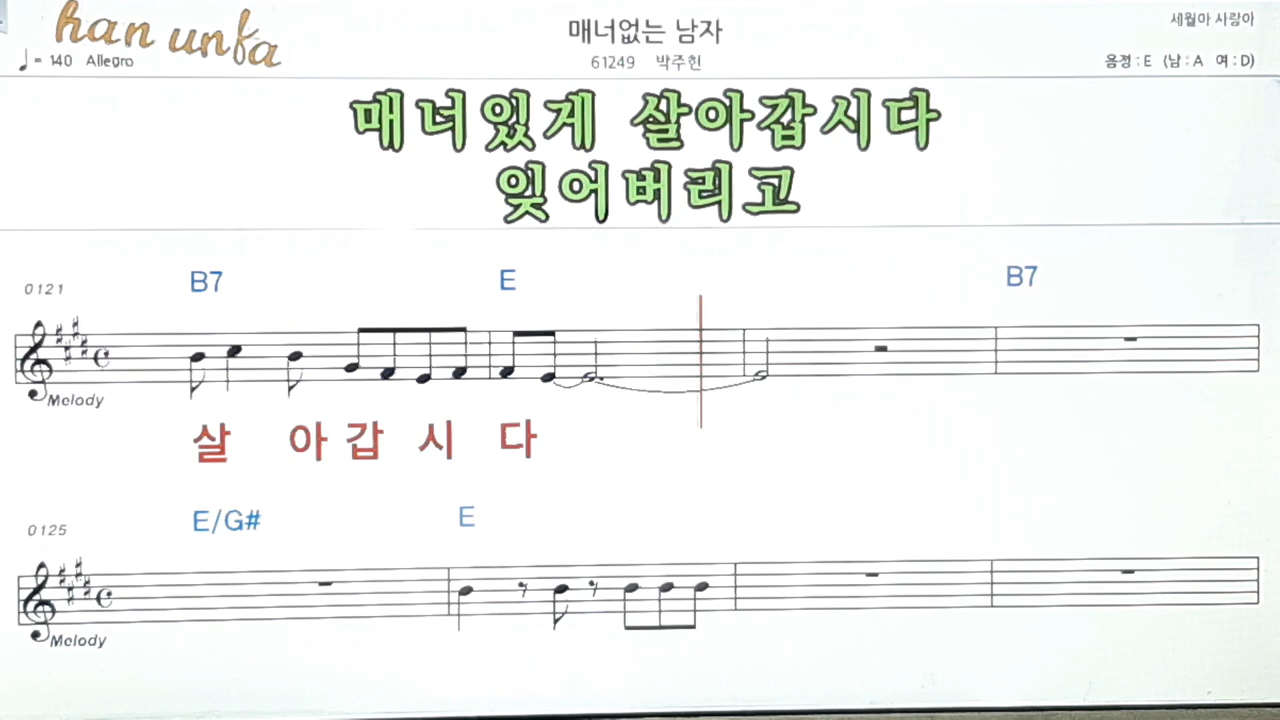 han unfa
매너없는 남자
세월아 사랑아
♩= 140 Allegro
61249 박주헌
음정 : E (남 : A 여 : D)
매너있게 살아갑시다
잊어버리고
0121
B7 E B7
Melody
살 아 갑 시 다
0125
E/G# E
Melody